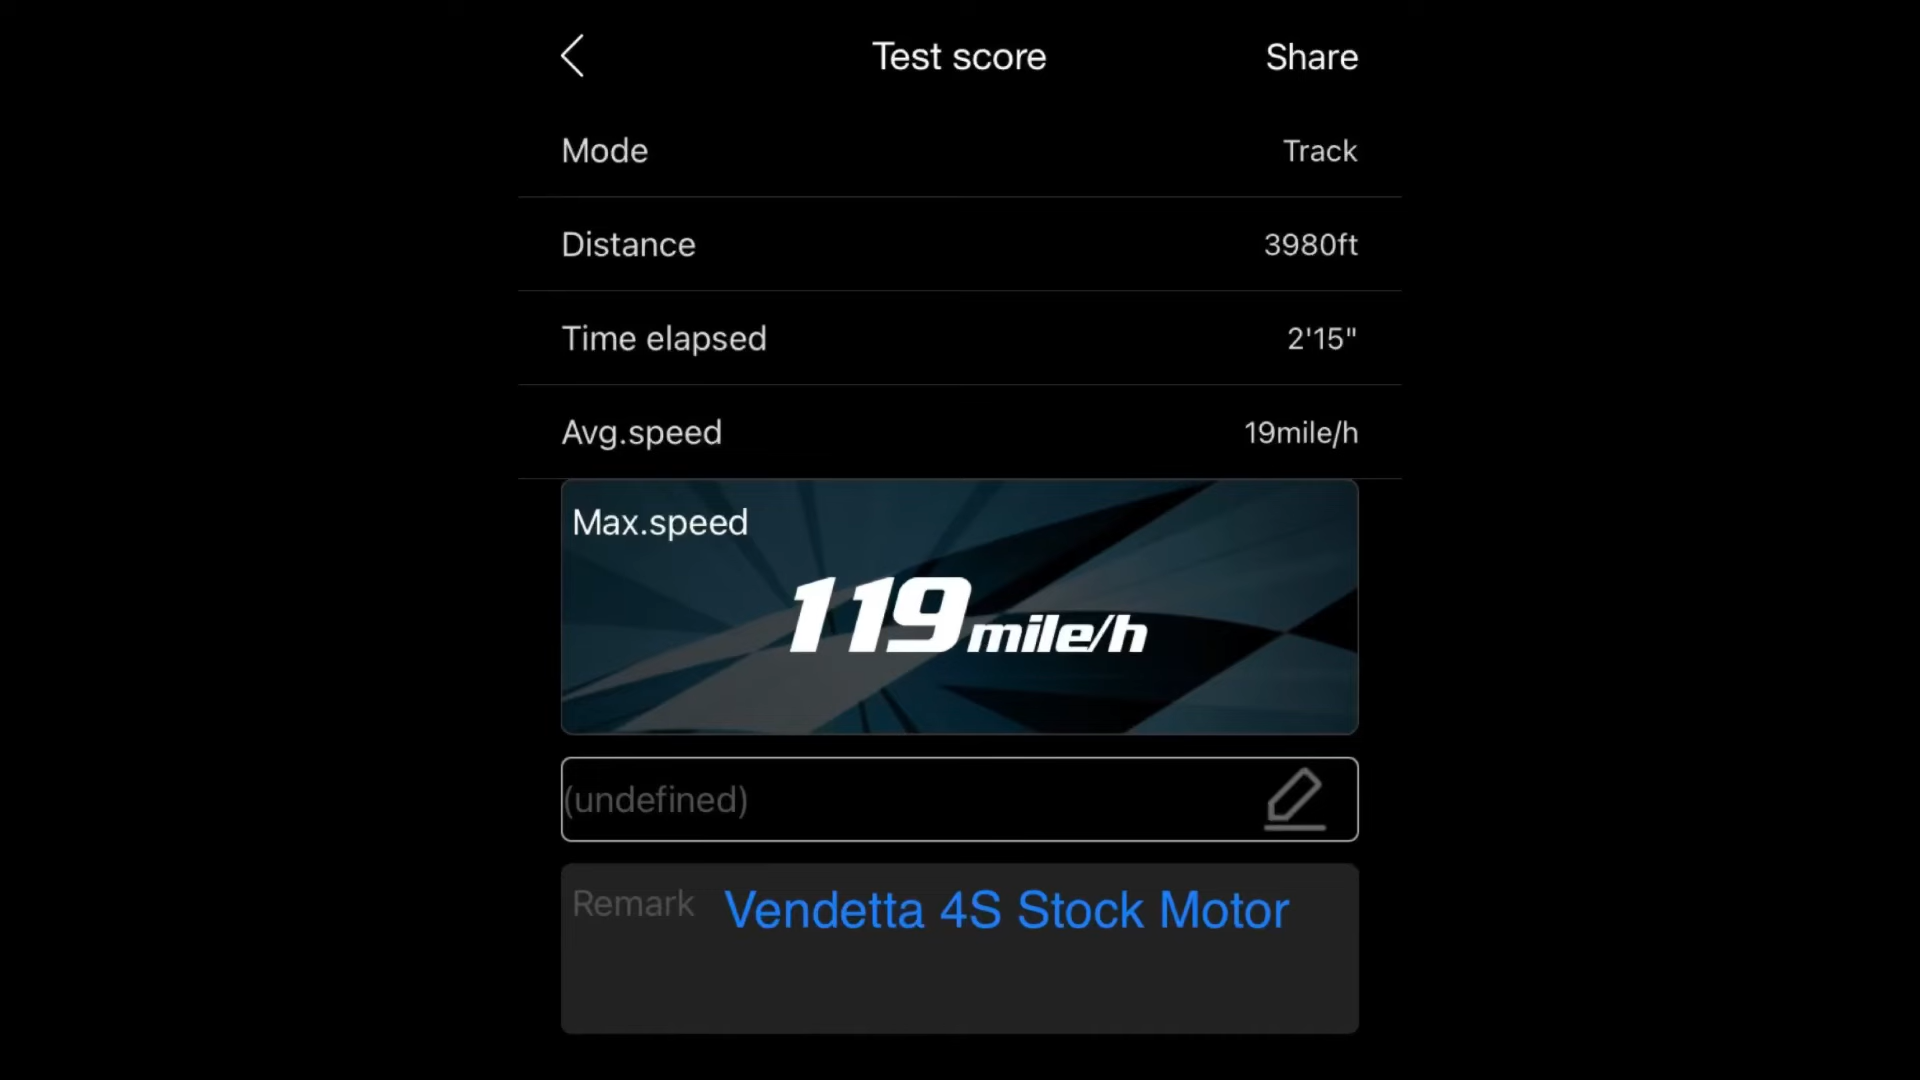 Test score
Share
Mode
Track
Distance
3980ft
Time elapsed
2'15"
Avg.speed
19mile/h
Max.speed
119mile/h
(undefined)
Remark Vendetta 4S Stock Motor